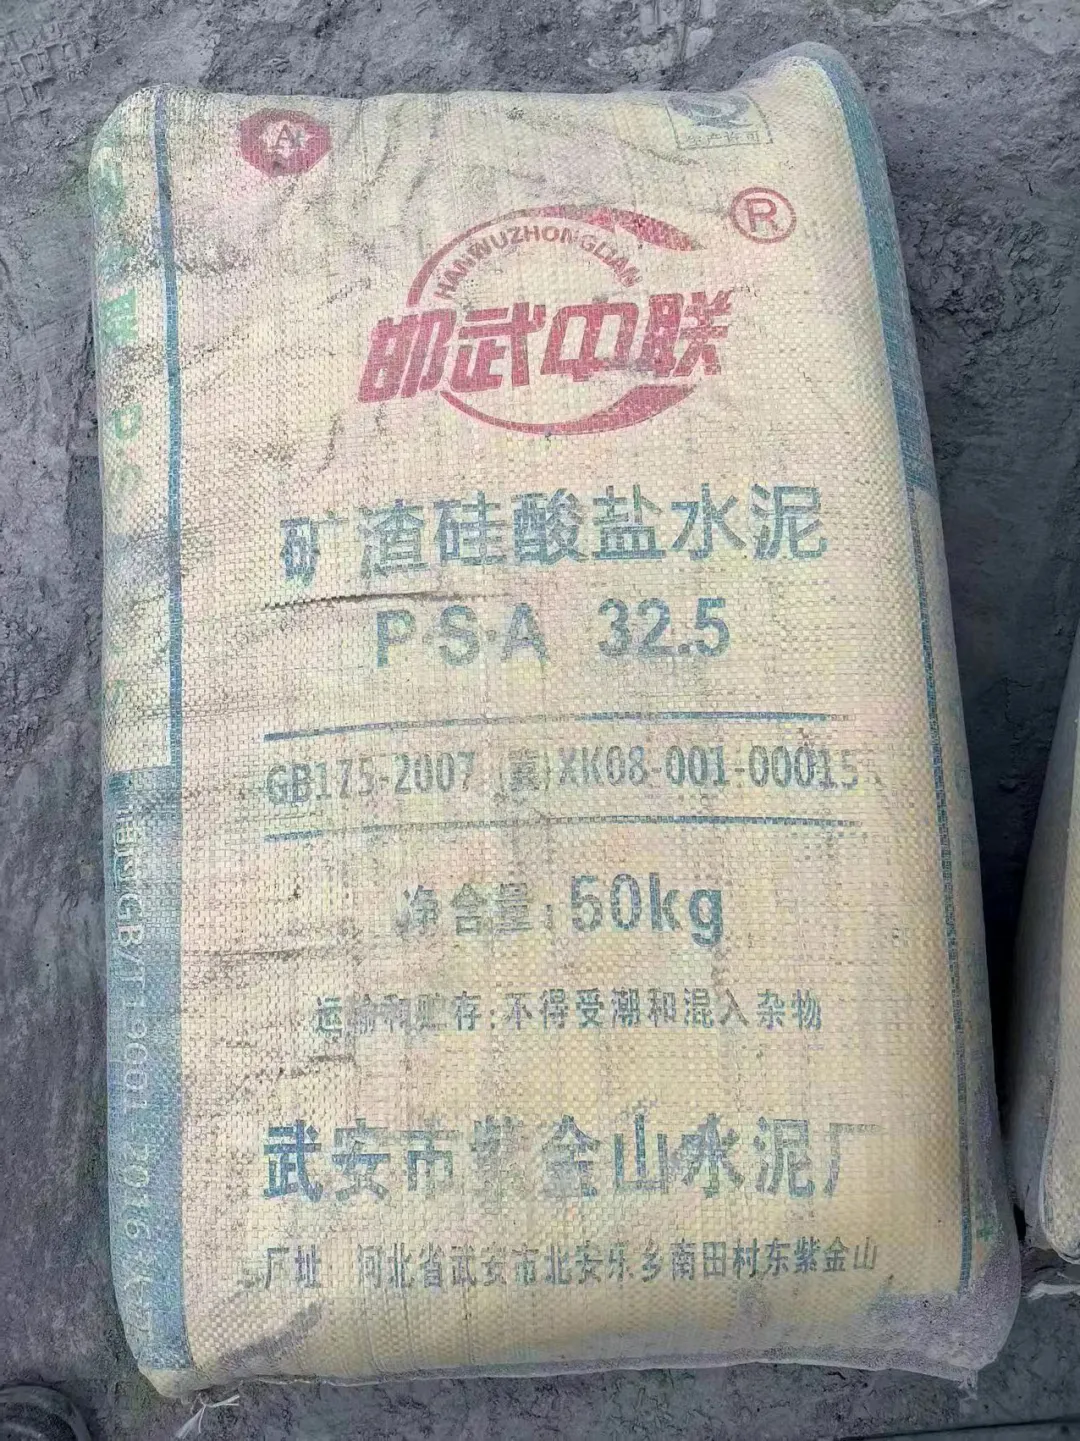 A
®
HANWUZHONGLIAN
邯武中联
矿渣硅酸盐水泥
P·S·A 32.5
GB175-2007 (冀)XK08-001-00015
净含量:50kg
运输和贮存:不得受潮和混入杂物
武安市紫金山水泥厂
厂址 河北省武安市北安乐乡南田村东紫金山
GB/T19001 2016